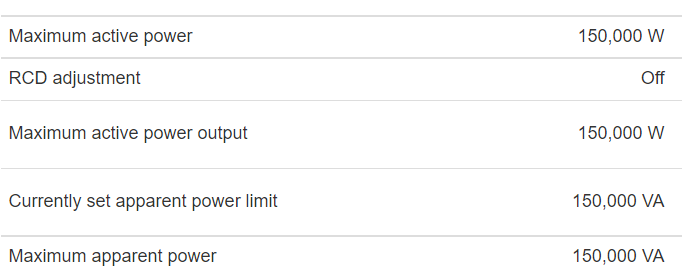 Maximum active power 150,000 W
RCD adjustment Off
Maximum active power output 150,000 W
Currently set apparent power limit 150,000 VA
Maximum apparent power 150,000 VA